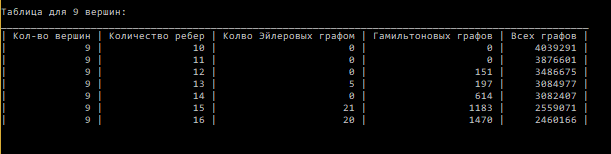 Таблица для 9 вершин:
| Кол-во вершин | Количество ребер | Колво Эйлеровых графом | Гамильтоновых графов | Всех графов |
| 9 | 10 | 0 | 0 | 4039291 |
| 9 | 11 | 0 | 0 | 3876601 |
| 9 | 12 | 0 | 151 | 3486675 |
| 9 | 13 | 5 | 197 | 3084977 |
| 9 | 14 | 0 | 614 | 3082407 |
| 9 | 15 | 21 | 1183 | 2559071 |
| 9 | 16 | 20 | 1470 | 2460166 |